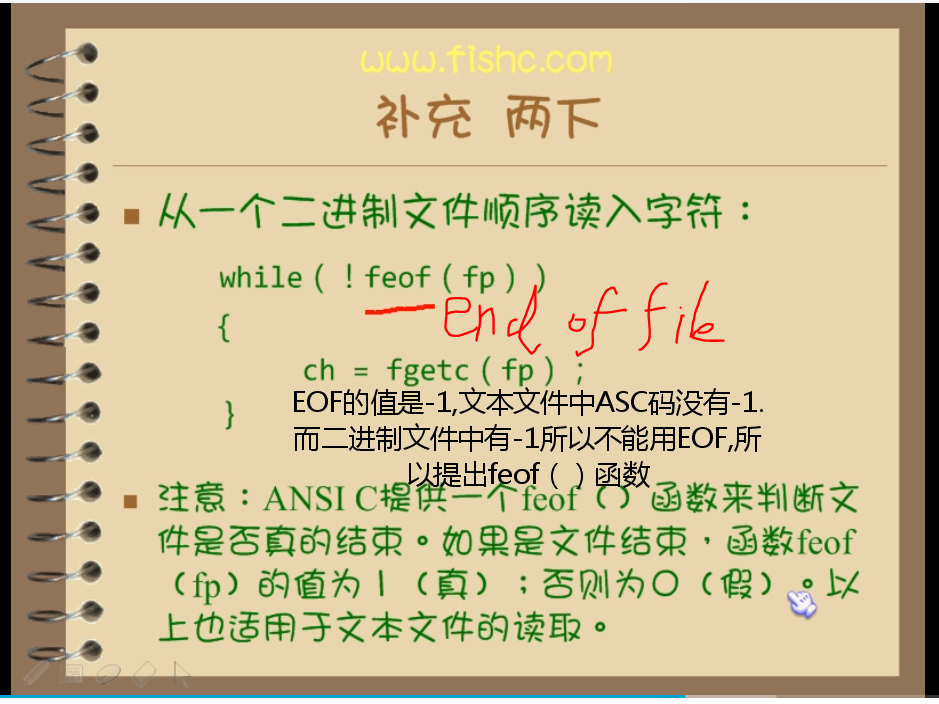 www.fishc.com
补充 两下
从一个二进制文件顺序读入字符：
while(!feof(fp))
End of file
{
ch = fgetc(fp);
}
EOF的值是-1,文本文件中ASC码没有-1.
而二进制文件中有-1所以不能用EOF,所
以提出feof（）函数
注意：ANSI C提供一个feof（）函数来判断文
件是否真的结束。如果是文件结束，函数feof
（fp）的值为1（真）；否则为0（假）。以
上也适用于文本文件的读取。